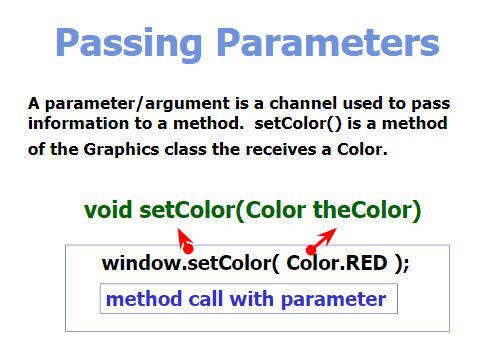 Passing Parameters
A parameter/argument is a channel used to pass
information to a method.  setColor() is a method
of the Graphics class the receives a Color.
void setColor(Color theColor)
window.setColor( Color.RED );
method call with parameter